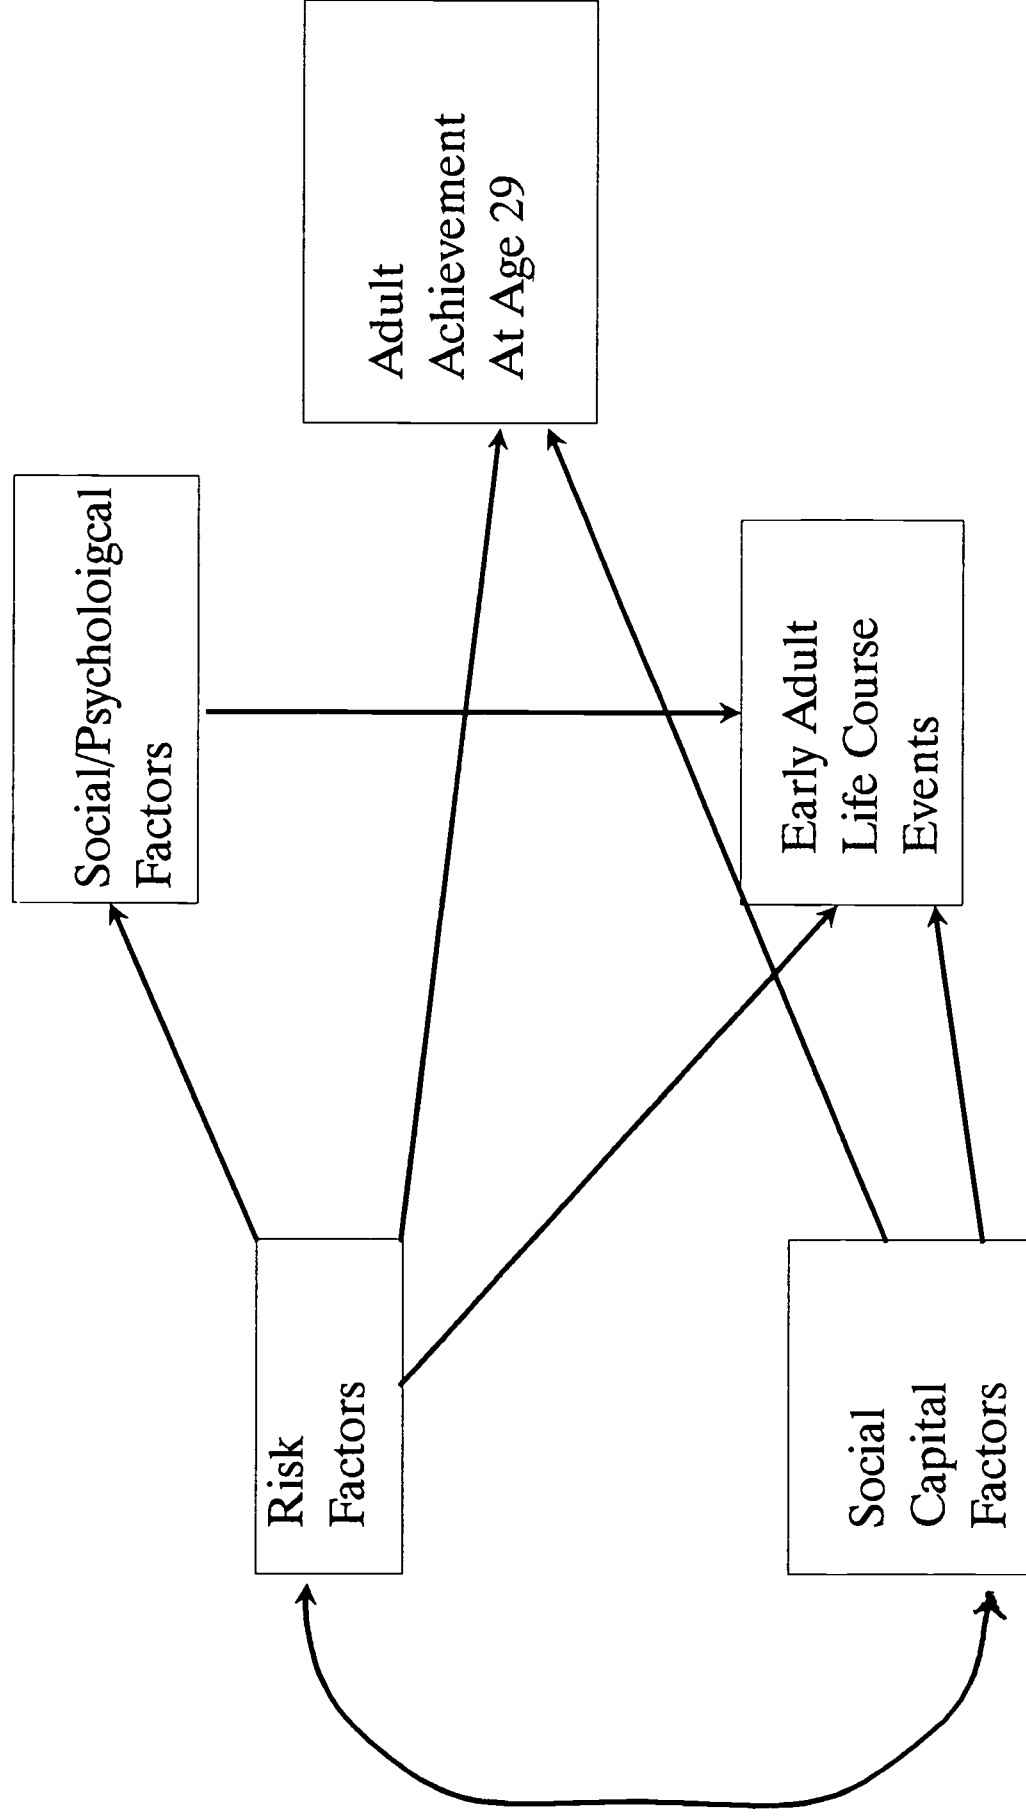 Social/Psycholoigcal
Factors
Risk
Factors
Adult
Achievement
At Age 29
Early Adult
Life Course
Events
Social
Capital
Factors